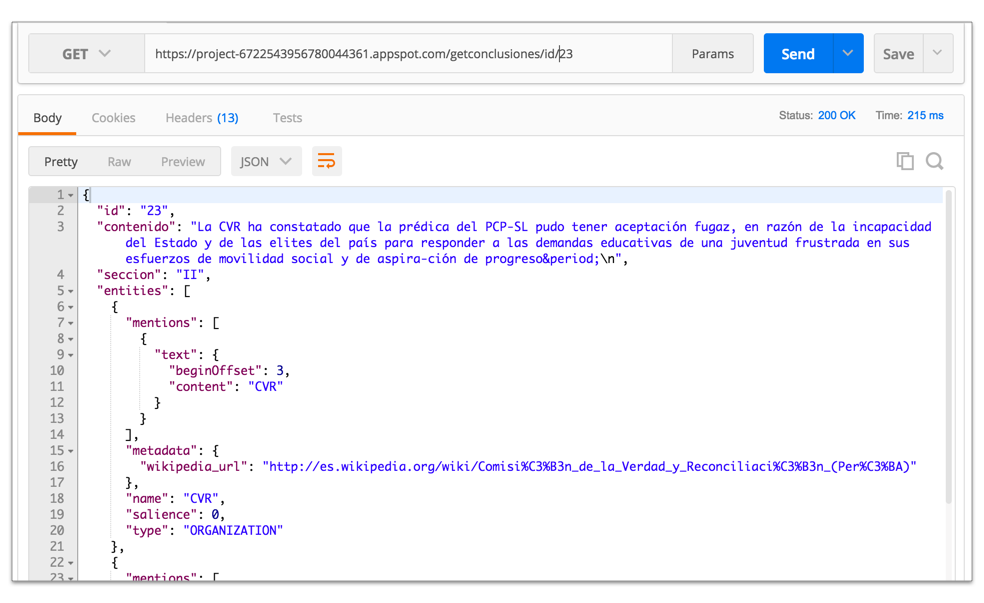 GET https://project-6722543956780044361.appspot.com/getconclusiones/id/23 Params Send Save
Body Cookies Headers (13) Tests Status: 200 OK Time: 215 ms
Pretty Raw Preview JSON
1 {
2 "id": "23",
3 "contenido": "La CVR ha constatado que la prédica del PCP-SL pudo tener aceptación fugaz, en razón de la incapacidad
del Estado y de las elites del país para responder a las demandas educativas de una juventud frustrada en sus
esfuerzos de movilidad social y de aspira-ción de progreso&period;\n",
4 "seccion": "II",
5 "entities": [
6 {
7 "mentions": [
8 {
9 "text": {
10 "beginOffset": 3,
11 "content": "CVR"
12 }
13 }
14 ],
15 "metadata": {
16 "wikipedia_url": "http://es.wikipedia.org/wiki/Comisi%C3%B3n_de_la_Verdad_y_Reconciliaci%C3%B3n_(Per%C3%BA)"
17 },
18 "name": "CVR",
19 "salience": 0,
20 "type": "ORGANIZATION"
21 },
22 {
23 "mentions": [